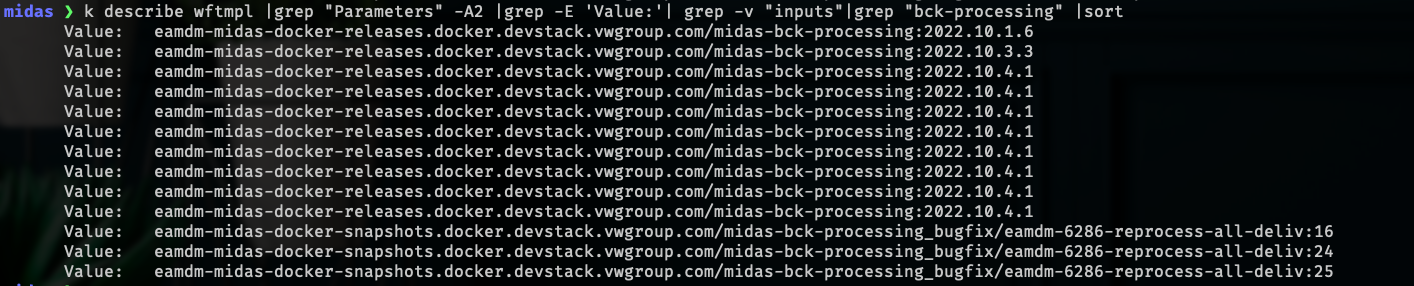 midas ❯ k describe wftmpl |grep "Parameters" -A2 |grep -E 'Value:'| grep -v "inputs"|grep "bck-processing" |sort
Value: eamdm-midas-docker-releases.docker.devstack.vwgroup.com/midas-bck-processing:2022.10.1.6
Value: eamdm-midas-docker-releases.docker.devstack.vwgroup.com/midas-bck-processing:2022.10.3.3
Value: eamdm-midas-docker-releases.docker.devstack.vwgroup.com/midas-bck-processing:2022.10.4.1
Value: eamdm-midas-docker-releases.docker.devstack.vwgroup.com/midas-bck-processing:2022.10.4.1
Value: eamdm-midas-docker-releases.docker.devstack.vwgroup.com/midas-bck-processing:2022.10.4.1
Value: eamdm-midas-docker-releases.docker.devstack.vwgroup.com/midas-bck-processing:2022.10.4.1
Value: eamdm-midas-docker-releases.docker.devstack.vwgroup.com/midas-bck-processing:2022.10.4.1
Value: eamdm-midas-docker-releases.docker.devstack.vwgroup.com/midas-bck-processing:2022.10.4.1
Value: eamdm-midas-docker-releases.docker.devstack.vwgroup.com/midas-bck-processing:2022.10.4.1
Value: eamdm-midas-docker-releases.docker.devstack.vwgroup.com/midas-bck-processing:2022.10.4.1
Value: eamdm-midas-docker-snapshots.docker.devstack.vwgroup.com/midas-bck-processing_bugfix/eamdm-6286-reprocess-all-deliv:16
Value: eamdm-midas-docker-snapshots.docker.devstack.vwgroup.com/midas-bck-processing_bugfix/eamdm-6286-reprocess-all-deliv:24
Value: eamdm-midas-docker-snapshots.docker.devstack.vwgroup.com/midas-bck-processing_bugfix/eamdm-6286-reprocess-all-deliv:25